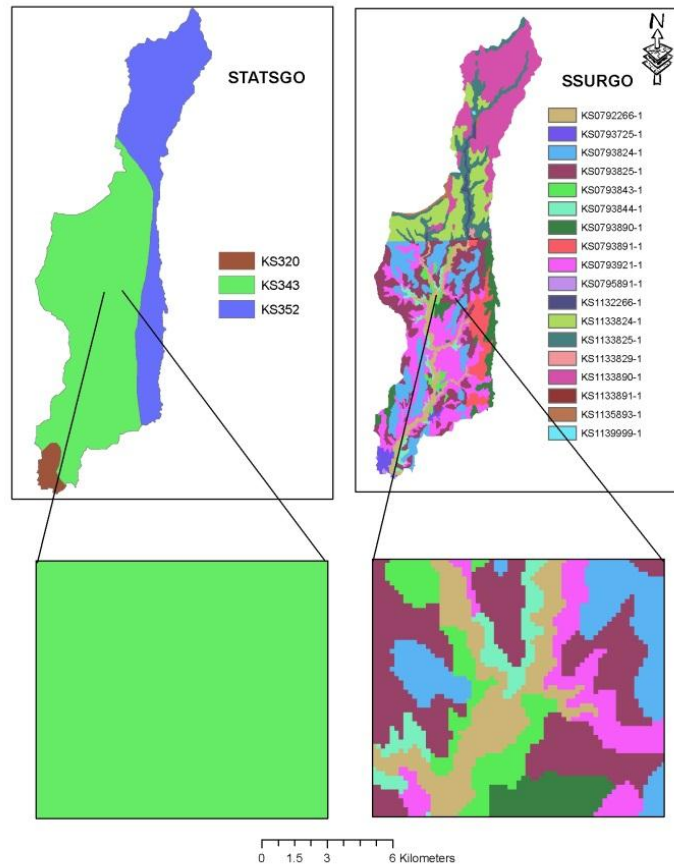 STATSGO
KS320
KS343
KS352
SSURGO
N
KS0792266-1
KS0793725-1
KS0793824-1
KS0793825-1
KS0793843-1
KS0793844-1
KS0793890-1
KS0793891-1
KS0793921-1
KS0795891-1
KS1132266-1
KS1133824-1
KS1133825-1
KS1133829-1
KS1133890-1
KS1133891-1
KS1135893-1
KS1139999-1
0 1.5 3 6 Kilometers